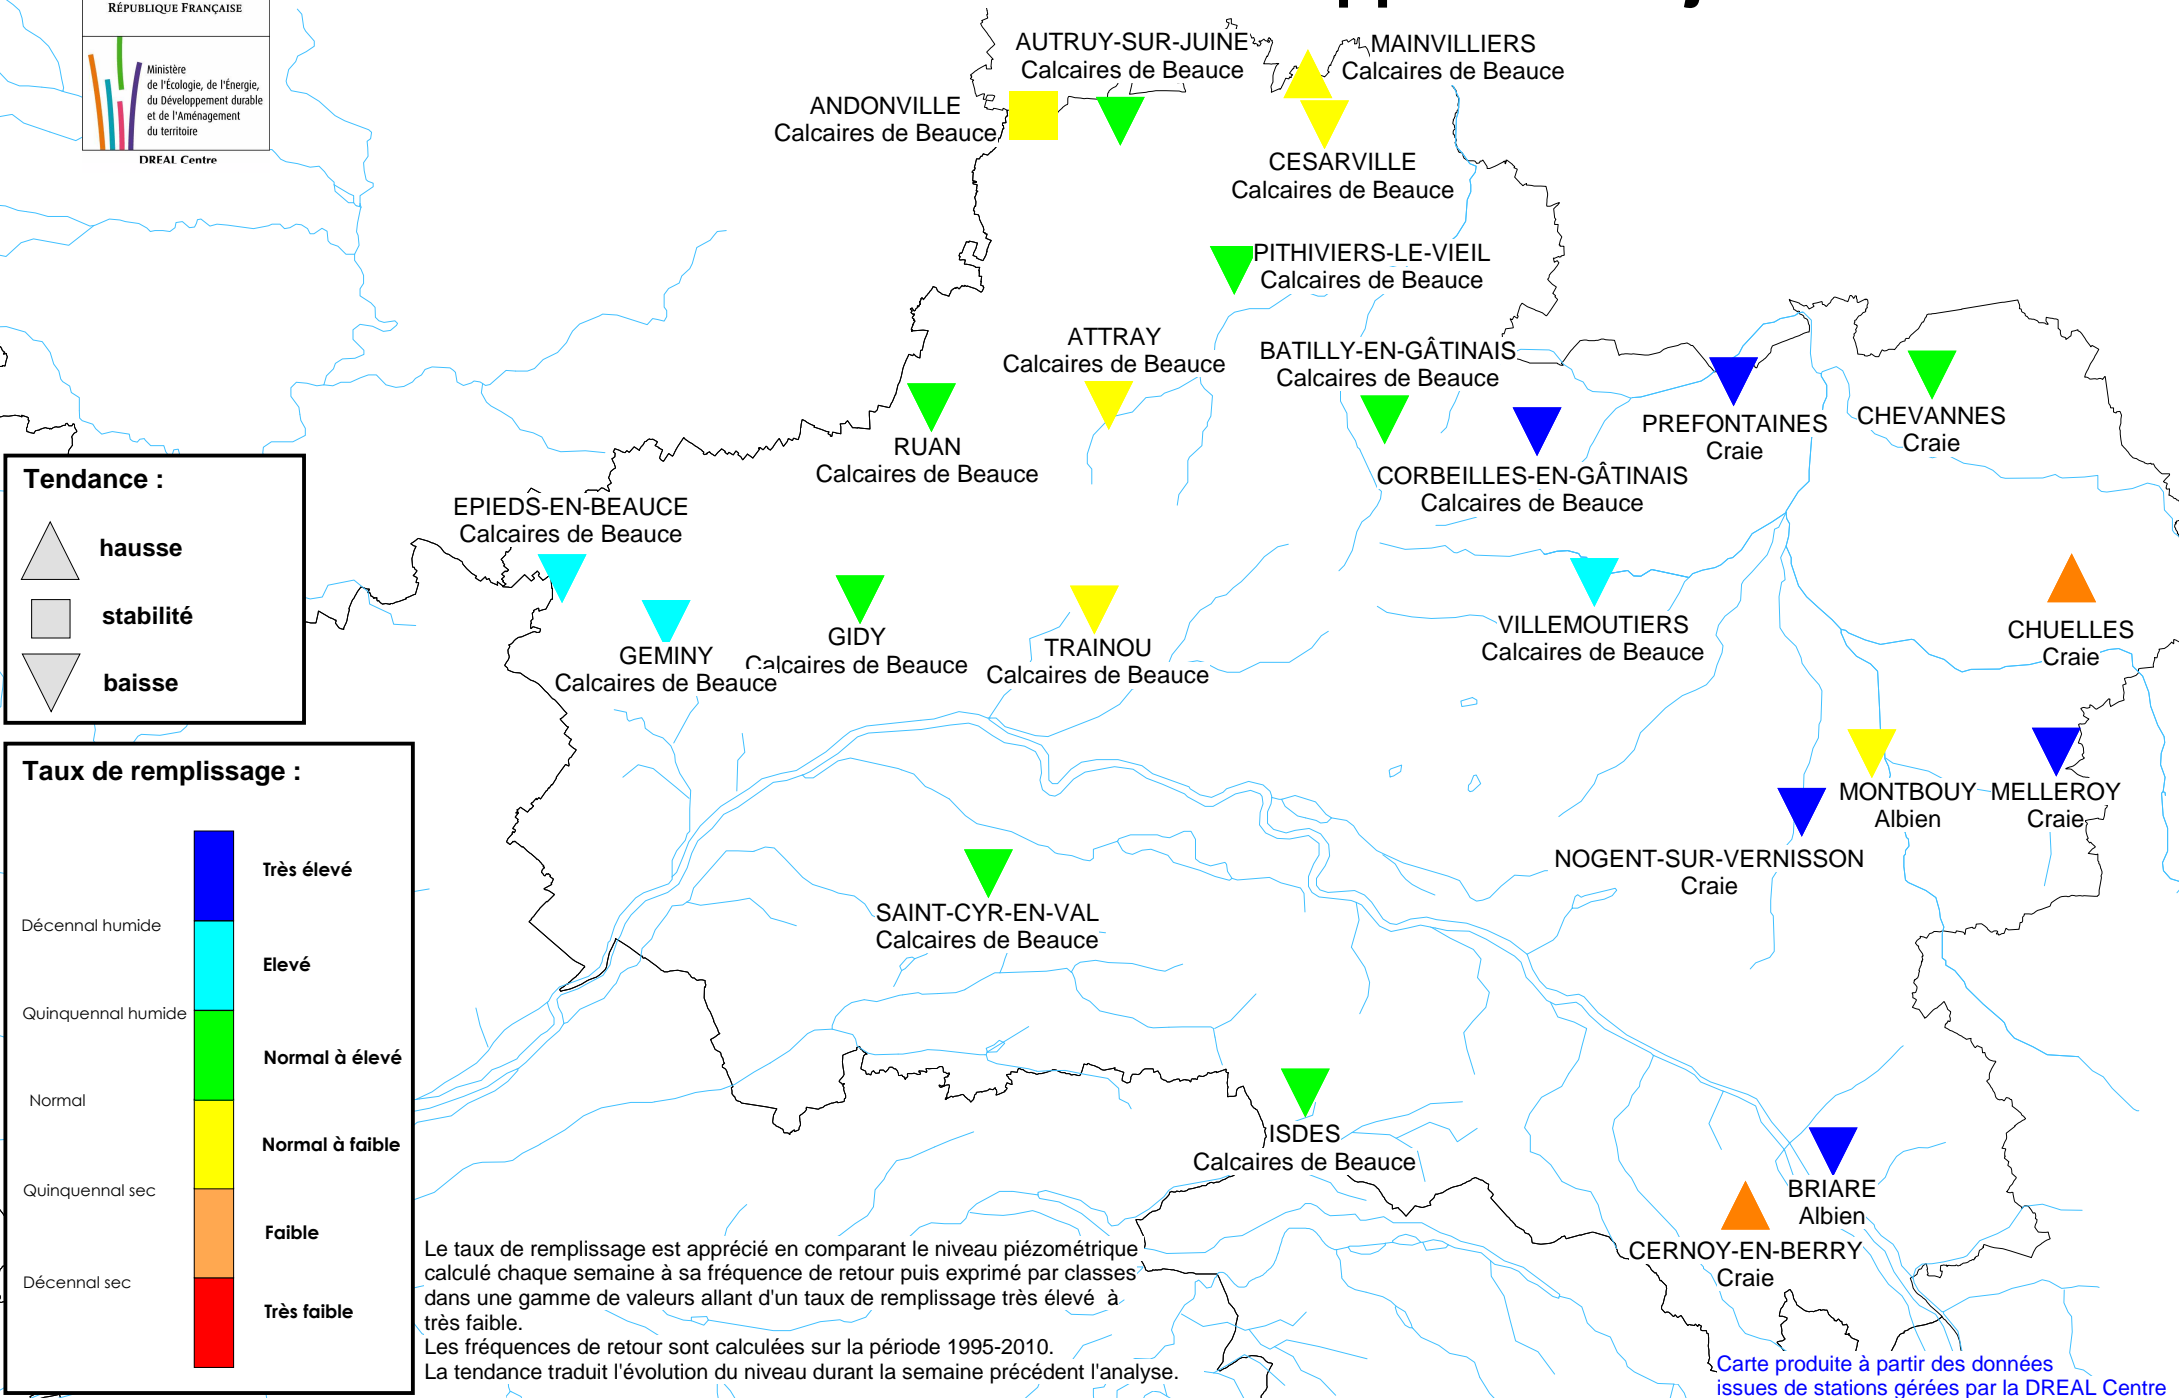 RÉPUBLIQUE FRANÇAISE
Ministère
de l'Écologie, de l'Énergie,
du Développement durable
et de l'Aménagement
du territoire
DREAL Centre
AUTRUY-SUR-JUINE
Calcaires de Beauce
MAINVILLIERS
Calcaires de Beauce
ANDONVILLE
Calcaires de Beauce
CESARVILLE
Calcaires de Beauce
PITHIVIERS-LE-VIEIL
Calcaires de Beauce
ATTRAY
Calcaires de Beauce
BATILLY-EN-GÂTINAIS
Calcaires de Beauce
RUAN
Calcaires de Beauce
PREFONTAINES
Craie
CHEVANNES
Craie
CORBEILLES-EN-GÂTINAIS
Calcaires de Beauce
EPIEDS-EN-BEAUCE
Calcaires de Beauce
GEMINY
Calcaires de Beauce
GIDY
Calcaires de Beauce
TRAINOU
Calcaires de Beauce
VILLEMOUTIERS
Calcaires de Beauce
CHUELLES
Craie
MONTBOUY
Albien
MELLEROY
Craie
NOGENT-SUR-VERNISSON
Craie
SAINT-CYR-EN-VAL
Calcaires de Beauce
ISDES
Calcaires de Beauce
BRIARE
Albien
CERNOY-EN-BERRY
Craie
Tendance :
hausse
stabilité
baisse
Taux de remplissage :
Très élevé
Décennal humide
Elevé
Quinquennal humide
Normal à élevé
Normal
Normal à faible
Quinquennal sec
Faible
Décennal sec
Très faible
Le taux de remplissage est apprécié en comparant le niveau piézométrique
calculé chaque semaine à sa fréquence de retour puis exprimé par classes
dans une gamme de valeurs allant d'un taux de remplissage très élevé à
très faible.
Les fréquences de retour sont calculées sur la période 1995-2010.
La tendance traduit l'évolution du niveau durant la semaine précédent l'analyse.
Carte produite à partir des données
issues de stations gérées par la DREAL Centre